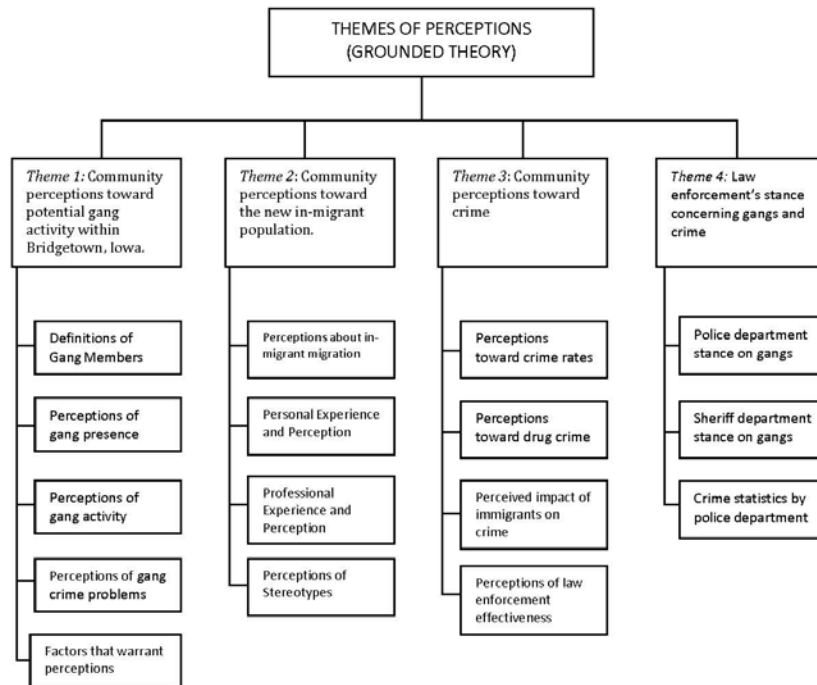 THEMES OF PERCEPTIONS
(GROUNDED THEORY)
Theme 1: Community
perceptions toward
potential gang
activity within
Bridgetown, Iowa.
Definitions of
Gang Members
Perceptions of
gang presence
Perceptions of
gang activity
Perceptions of gang
crime problems
Factors that warrant
perceptions
Theme 2: Community
perceptions toward
the new in-migrant
population.
Perceptions about in-
migrant migration
Personal Experience
and Perception
Professional
Experience and
Perception
Perceptions of
Stereotypes
Theme 3: Community
perceptions toward
crime
Perceptions
toward crime rates
Perceptions
toward drug crime
Perceived impact of
immigrants on
crime
Perceptions of law
enforcement
effectiveness
Theme 4: Law
enforcement's stance
concerning gangs and
crime
Police department
stance on gangs
Sheriff department
stance on gangs
Crime statistics by
police department